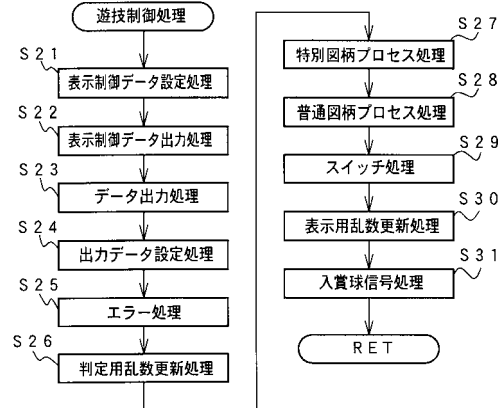 遊技制御処理
S21
表示制御データ設定処理
S22
表示制御データ出力処理
S23
データ出力処理
S24
出力データ設定処理
S25
エラー処理
S26
判定用乱数更新処理
S27
特別図柄プロセス処理
S28
普通図柄プロセス処理
S29
スイッチ処理
S30
表示用乱数更新処理
S31
入賞球信号処理
RET